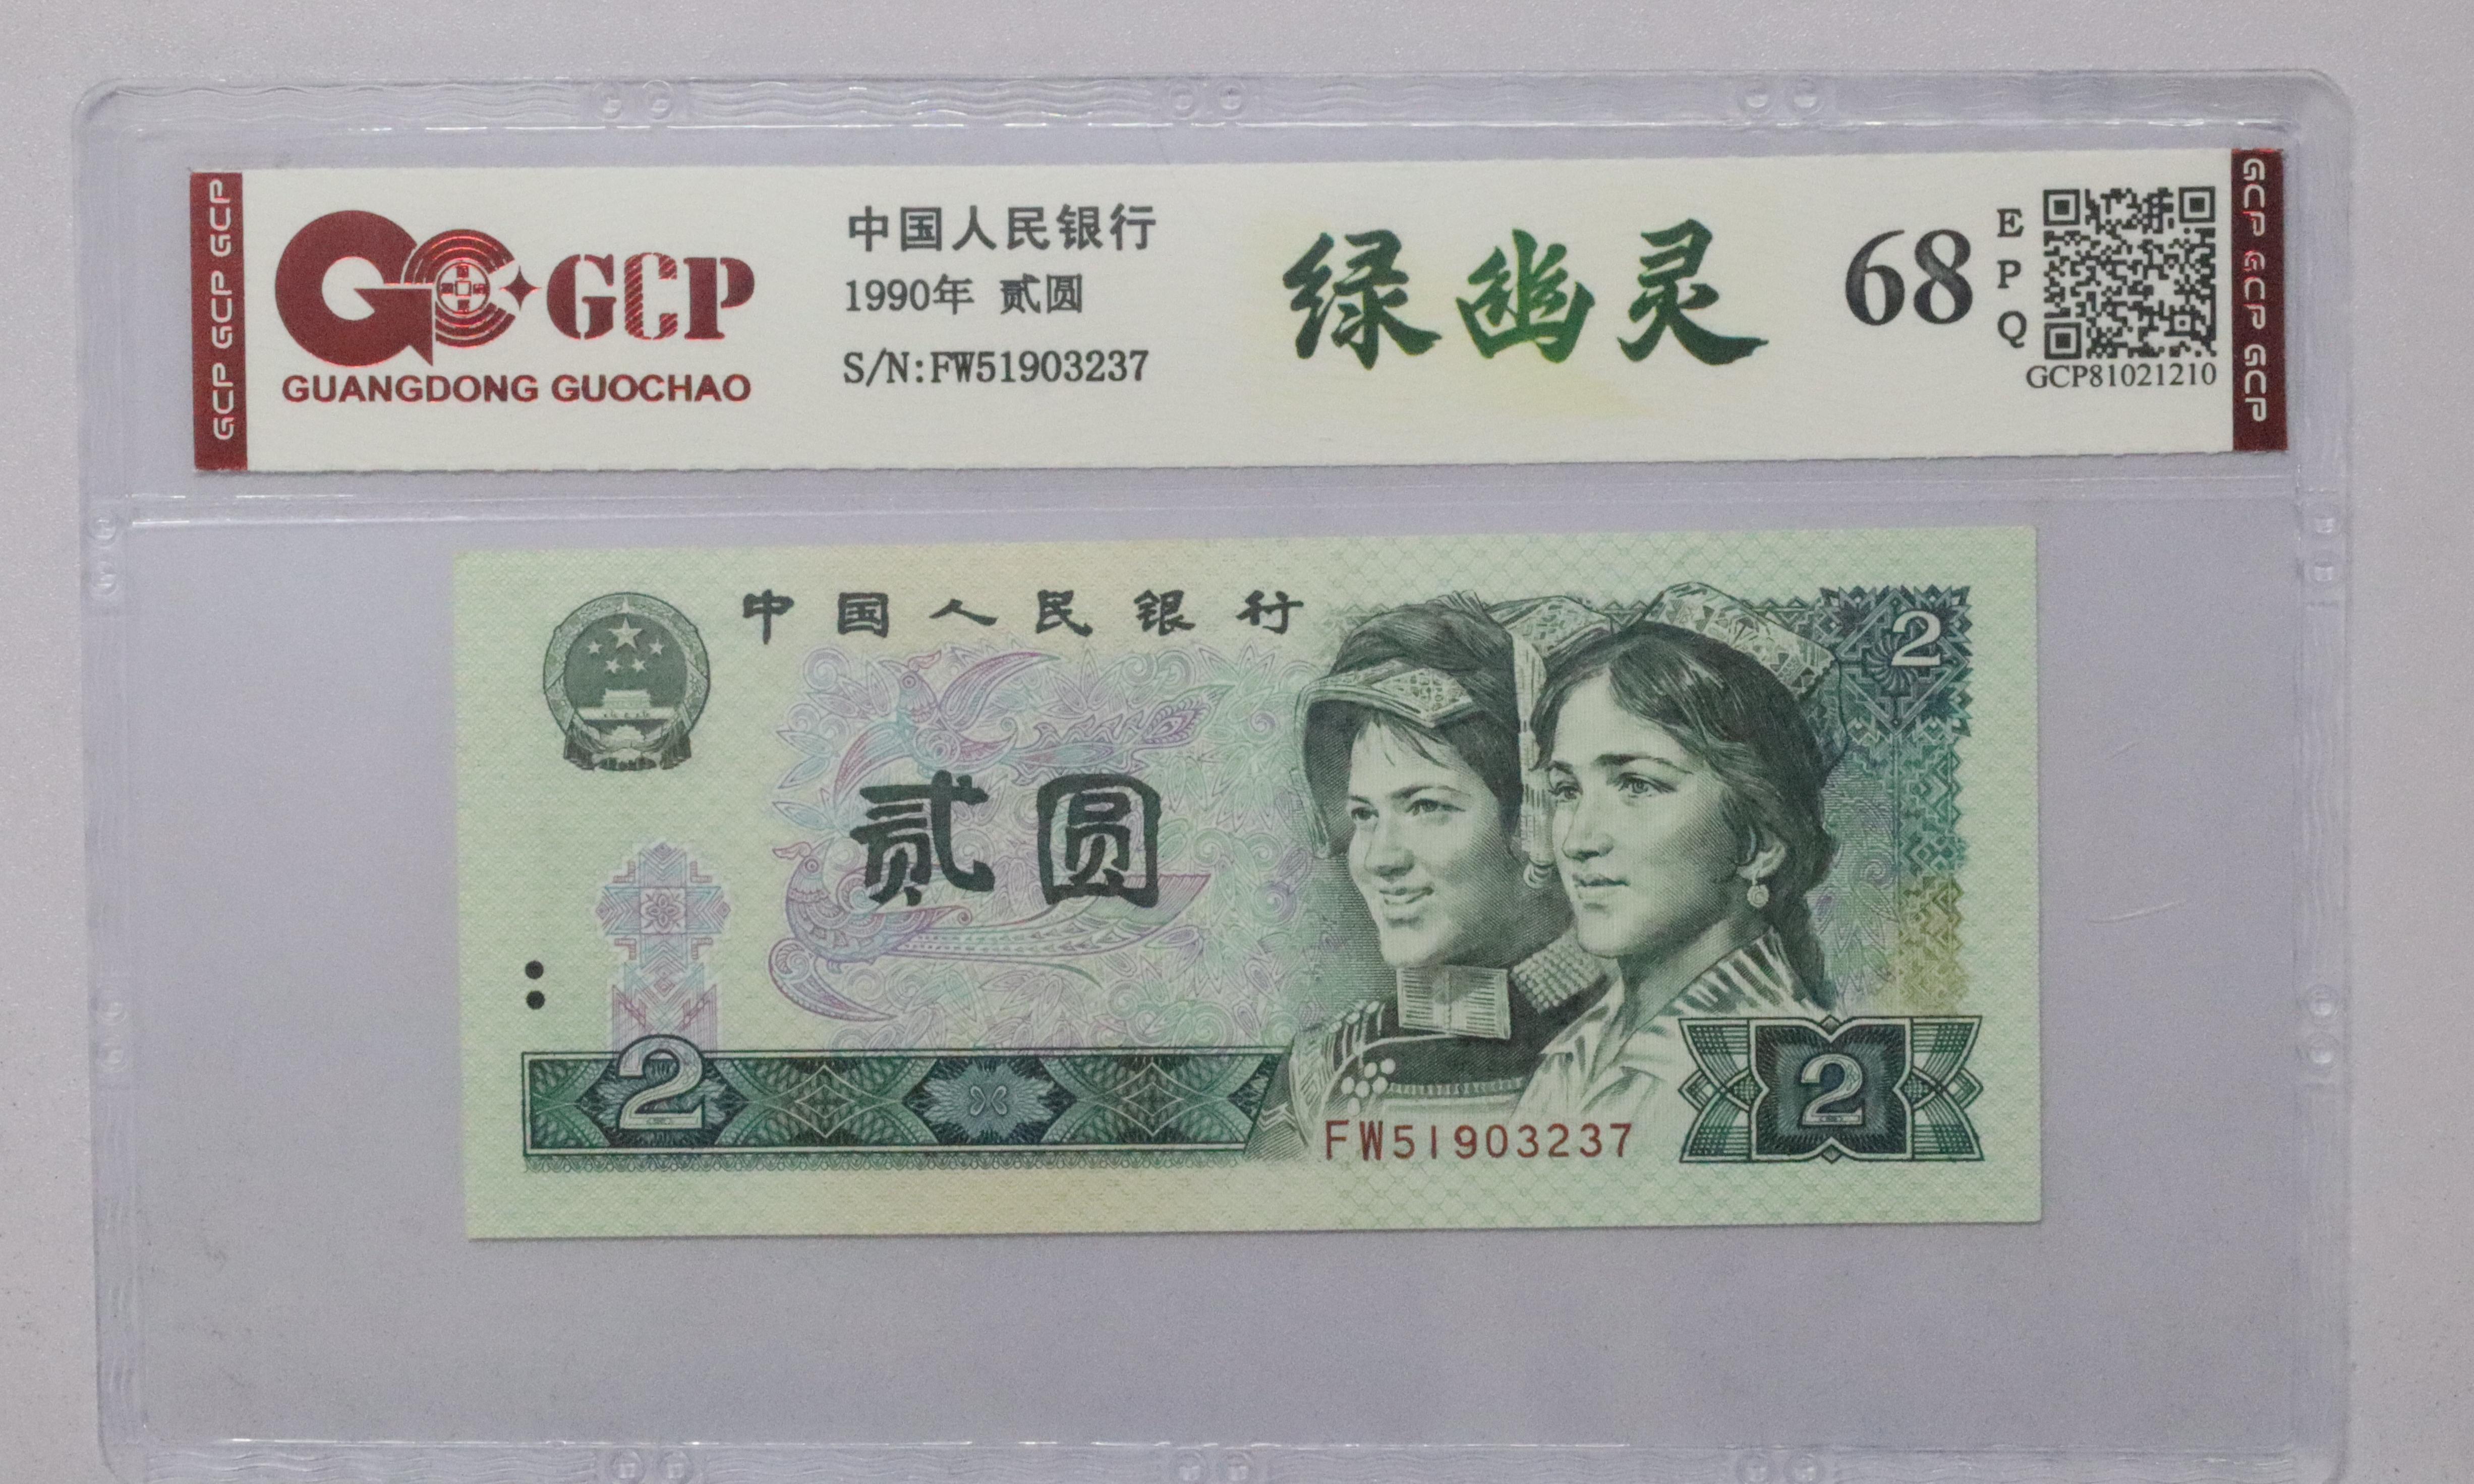 GCP GCP GCP
GCP
GUANGDONG GUOCHAO
中国人民银行
1990年 贰圆
S/N:FW51903237
绿幽灵
68
E
P
Q
GCP81021210
GCP GCP GCP
中国人民银行
2
贰圆
2
FW51903237
2